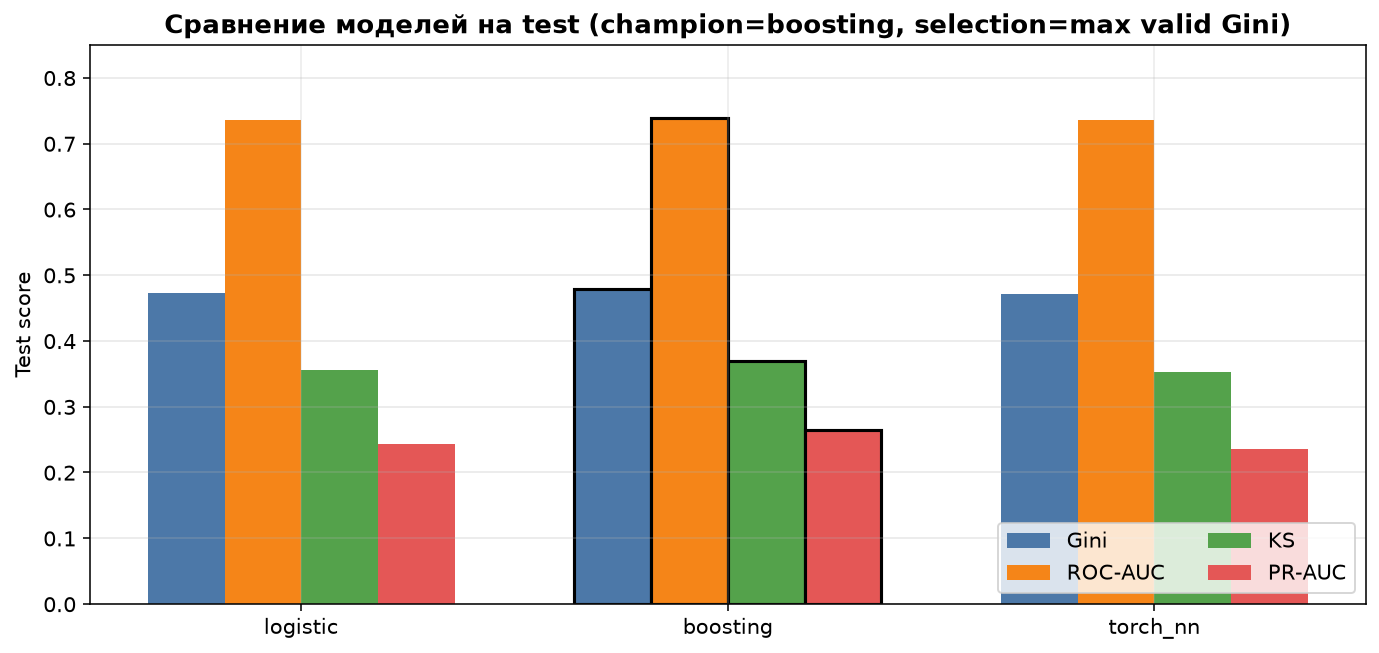 Сравнение моделей на test (champion=boosting, selection=max valid Gini)
Test score
0.8
0.7
0.6
0.5
0.4
0.3
0.2
0.1
0.0
logistic
boosting
torch_nn
Gini
ROC-AUC
KS
PR-AUC